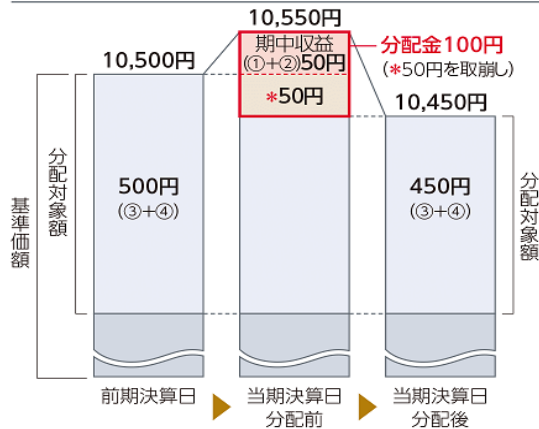 10,550円
10,500円
期中収益
(①+②)50円
*50円
分配金100円
(*50円を取崩し)
10,450円
基準価額
分配対象額
500円
(③+④)
450円
(③+④)
分配対象額
前期決算日
当期決算日
分配前
当期決算日
分配後